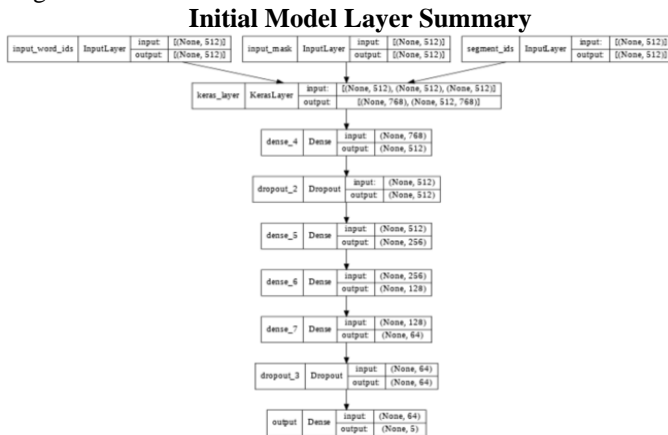 Initial Model Layer Summary
input_word_ids InputLayer input: [(None, 512)] output: [(None, 512)]
input_mask InputLayer input: [(None, 512)] output: [(None, 512)]
segment_ids InputLayer input: [(None, 512)] output: [(None, 512)]
keras_layer KerasLayer input: [(None, 512), (None, 512), (None, 512)] output: [(None, 768), (None, 512, 768)]
dense_4 Dense input: (None, 768) output: (None, 512)
dropout_2 Dropout input: (None, 512) output: (None, 512)
dense_5 Dense input: (None, 512) output: (None, 256)
dense_6 Dense input: (None, 256) output: (None, 128)
dense_7 Dense input: (None, 128) output: (None, 64)
dropout_3 Dropout input: (None, 64) output: (None, 64)
output Dense input: (None, 64) output: (None, 5)